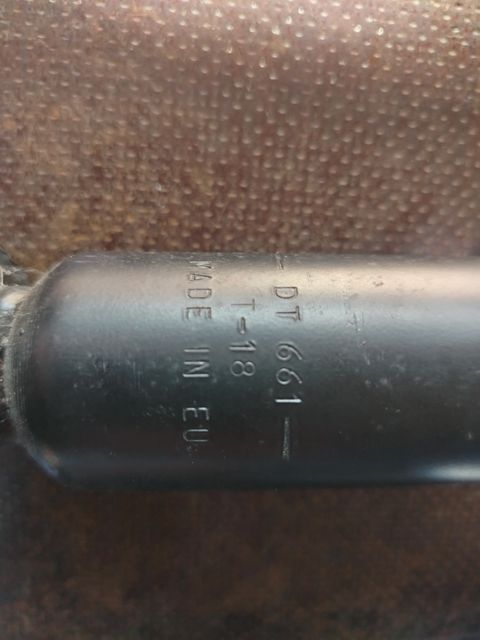 — DT 661 —
T-18
MADE IN EU